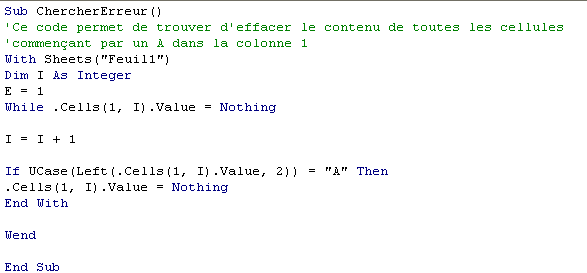 Sub ChercherErreur()
'Ce code permet de trouver d'effacer le contenu de toutes les cellules
'commençant par un A dans la colonne 1
With Sheets("Feuil1")
Dim I As Integer
E = 1
While .Cells(1, I).Value = Nothing
I = I + 1
If UCase(Left(.Cells(1, I).Value, 2)) = "A" Then
.Cells(1, I).Value = Nothing
End With
Wend
End Sub